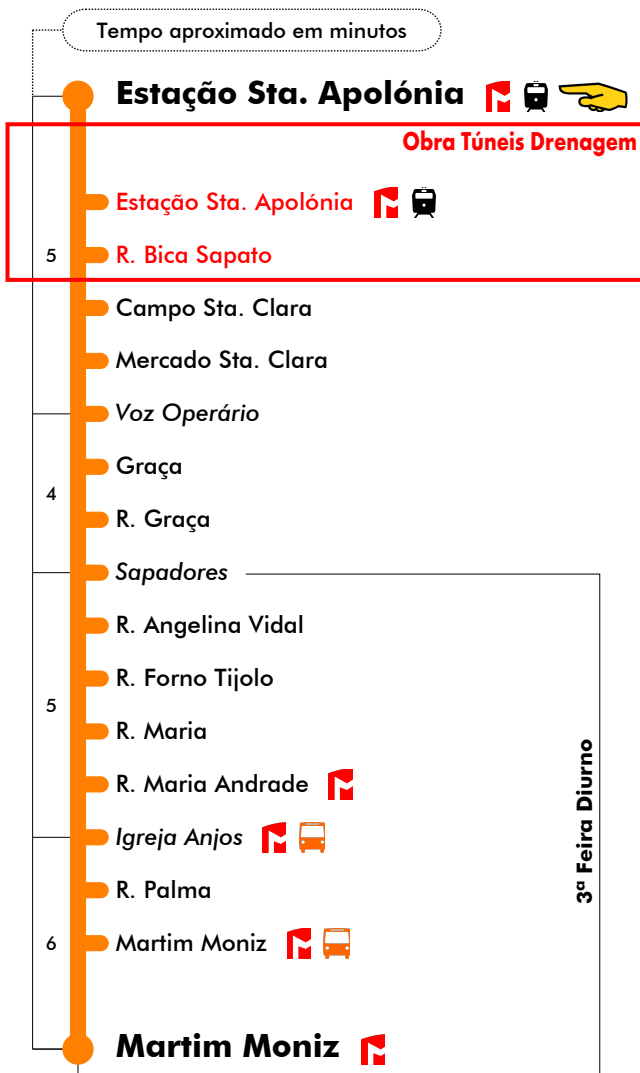 Tempo aproximado em minutos
Estação Sta. Apolónia
Obra Túneis Drenagem
Estação Sta. Apolónia
5
R. Bica Sapato
Campo Sta. Clara
Mercado Sta. Clara
Voz Operário
Graça
4
R. Graça
Sapadores
R. Angelina Vidal
R. Forno Tijolo
5
R. Maria
R. Maria Andrade
Igreja Anjos
3ª Feira Diurno
R. Palma
6
Martim Moniz
Martim Moniz